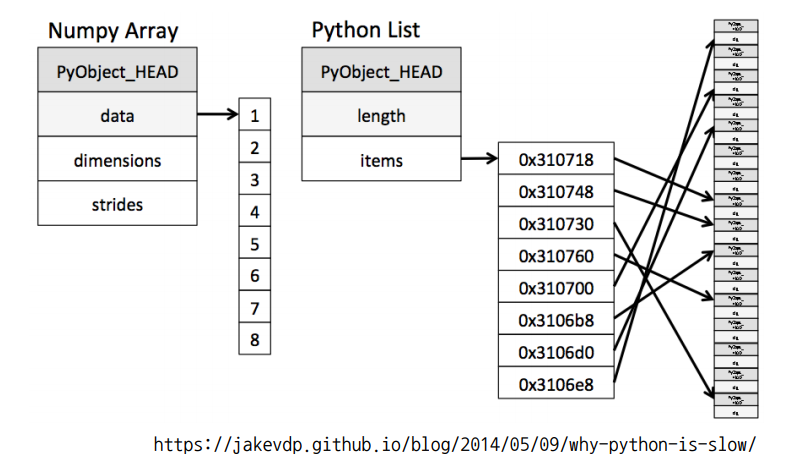 Numpy Array
PyObject_HEAD
data
dimensions
strides
1
2
3
4
5
6
7
8
Python List
PyObject_HEAD
length
items
0x310718
0x310748
0x310730
0x310760
0x310700
0x3106b8
0x3106d0
0x3106e8
https://jakevdp.github.io/blog/2014/05/09/why-python-is-slow/